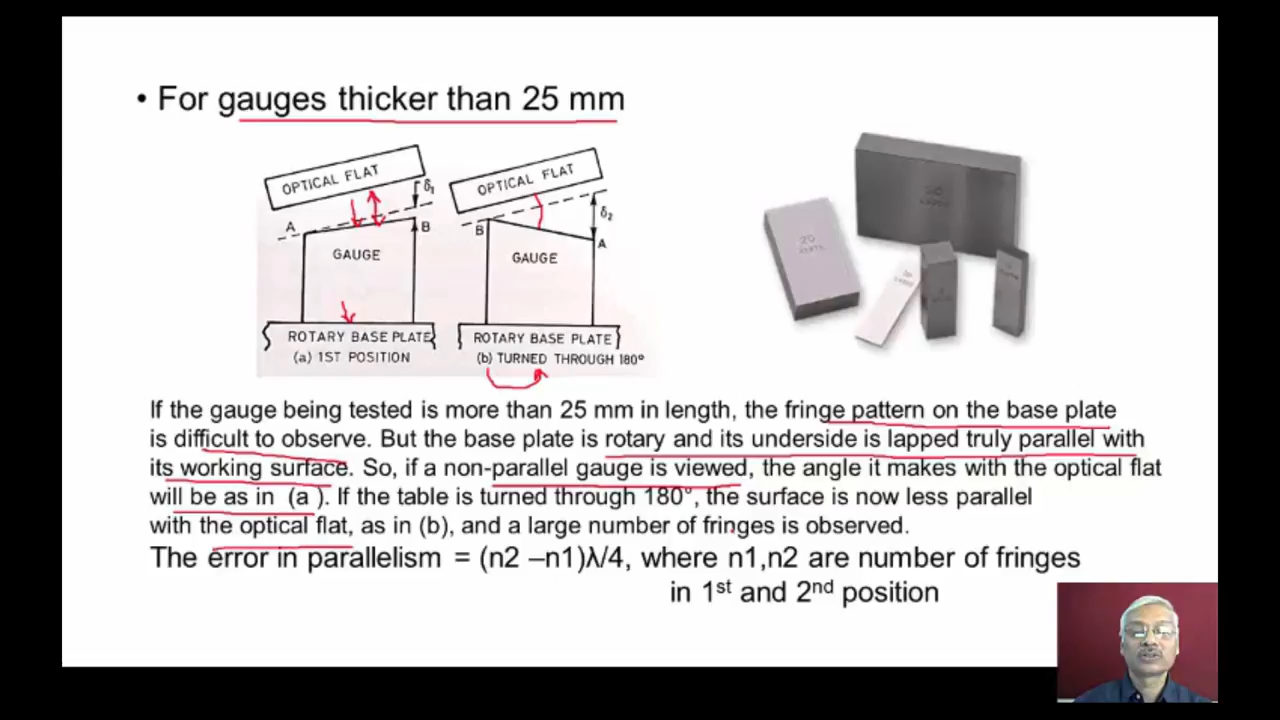 • For gauges thicker than 25 mm
OPTICAL FLAT
δ₁
A
B
GAUGE
ROTARY BASE PLATE
(a) 1ST POSITION
OPTICAL FLAT
δ₂
B
A
GAUGE
ROTARY BASE PLATE
(b) TURNED THROUGH 180°
If the gauge being tested is more than 25 mm in length, the fringe pattern on the base plate
is difficult to observe. But the base plate is rotary and its underside is lapped truly parallel with
its working surface. So, if a non-parallel gauge is viewed, the angle it makes with the optical flat
will be as in (a ). If the table is turned through 180°, the surface is now less parallel
with the optical flat, as in (b), and a large number of fringes is observed.
The error in parallelism = (n2 –n1)λ/4, where n1,n2 are number of fringes
in 1st and 2nd position